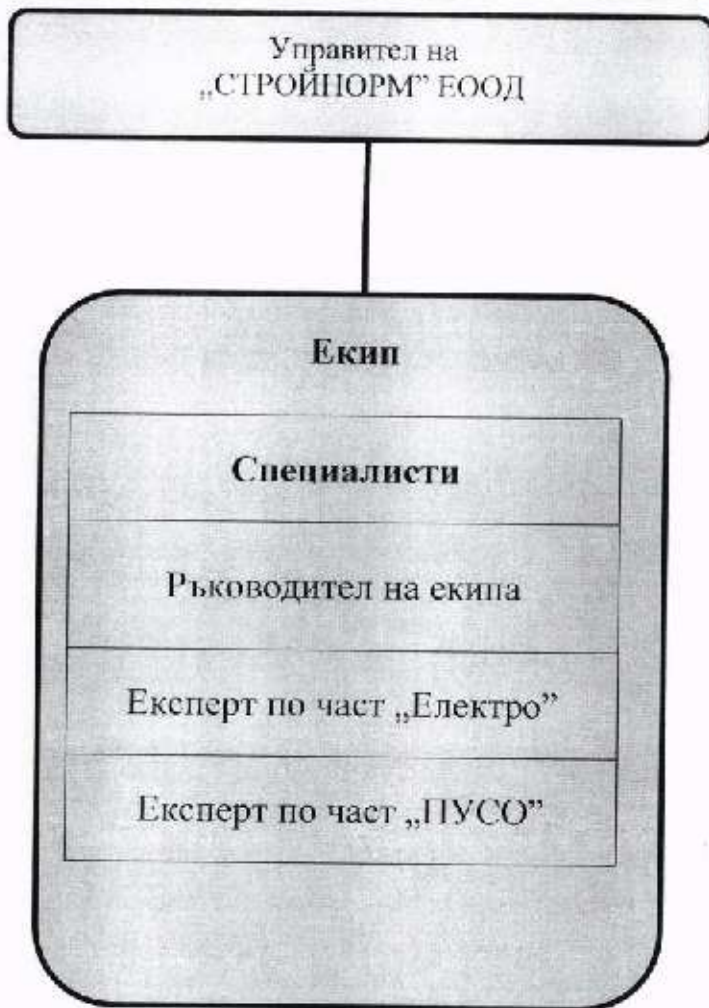 Управител на
„СТРОЙНОРМ” ЕООД
Екип
Специалисти
Ръководител на екипа
Експерт по част „Електро”
Експерт по част „ПУСО”